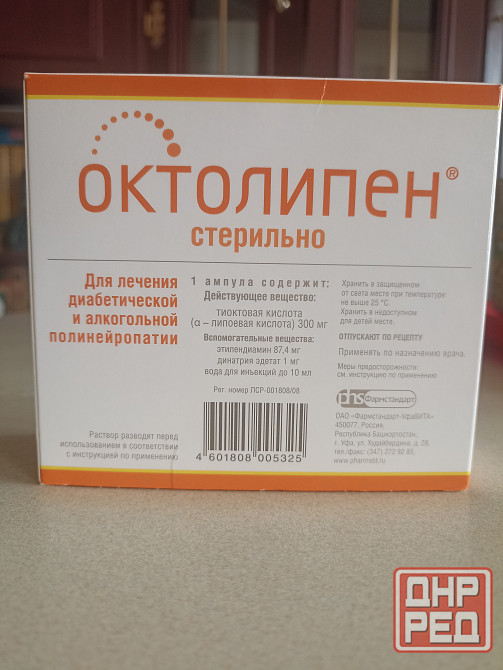 ОКТОЛИПЕН®
стерильно
Для лечения
диабетической
и алкогольной
полинейропатии
Раствор разводят перед
использованием в соответствии
с инструкцией по применению)
1 ампула содержит:
Действующее вещество:
тиоктовая кислота
(α – липоевая кислота) 300 мг
Вспомогательные вещества:
этилендиамин 87,4 мг
динатрия эдетат 1 мг
вода для инъекций до 10 мл
Рег. номер ЛСР-001808/08
4 601808 005325
Хранить в защищенном
от света месте при температуре
не выше 25 °С.
Хранить в недоступном
для детей месте.
ОТПУСКАЮТ ПО РЕЦЕПТУ
Применять по назначению врача.
Меры предосторожности
см. инструкцию по применению
phs Фармстандарт
ОАО «Фармстандарт-УфаВИТА»
450077, Россия,
Республика Башкортостан,
г. Уфа, ул. Худайбердина, д. 28,
тел./факс: (347) 272 92 85,
www.pharmstd.ru
ДНР
РЕД